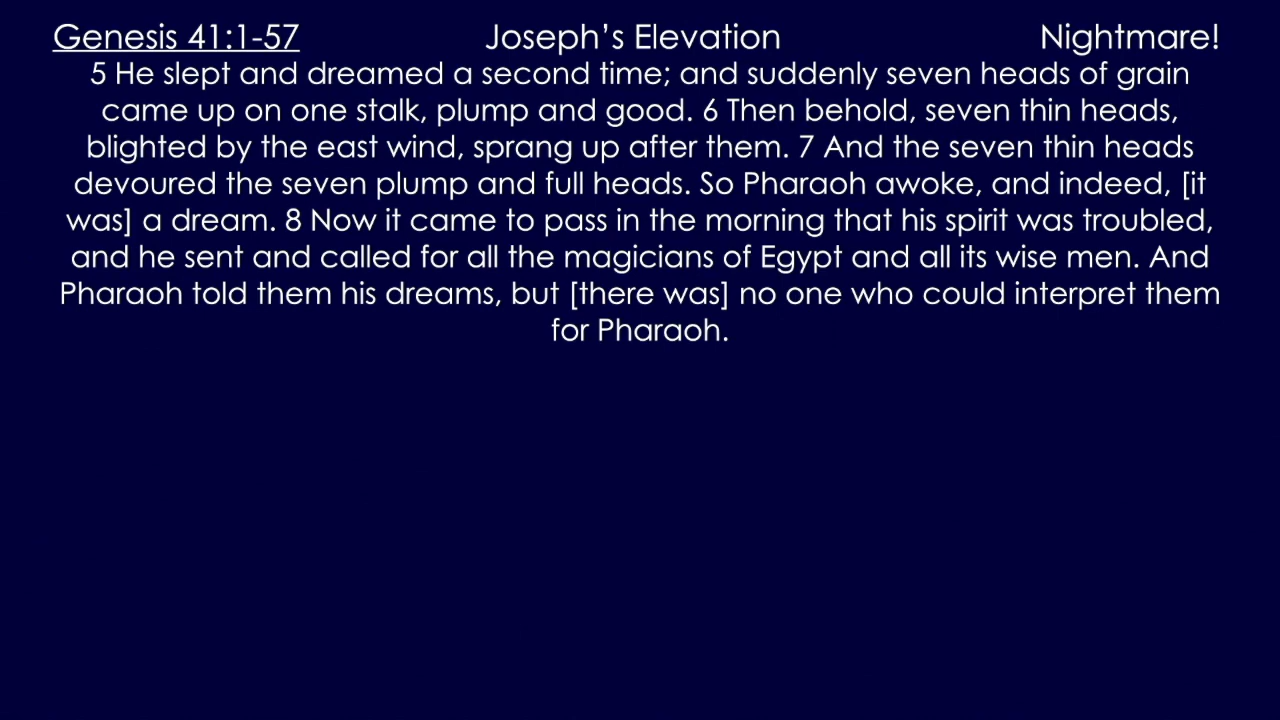 Genesis 41:1-57 Joseph’s Elevation Nightmare!
5 He slept and dreamed a second time; and suddenly seven heads of grain
came up on one stalk, plump and good. 6 Then behold, seven thin heads,
blighted by the east wind, sprang up after them. 7 And the seven thin heads
devoured the seven plump and full heads. So Pharaoh awoke, and indeed, [it
was] a dream. 8 Now it came to pass in the morning that his spirit was troubled,
and he sent and called for all the magicians of Egypt and all its wise men. And
Pharaoh told them his dreams, but [there was] no one who could interpret them
for Pharaoh.